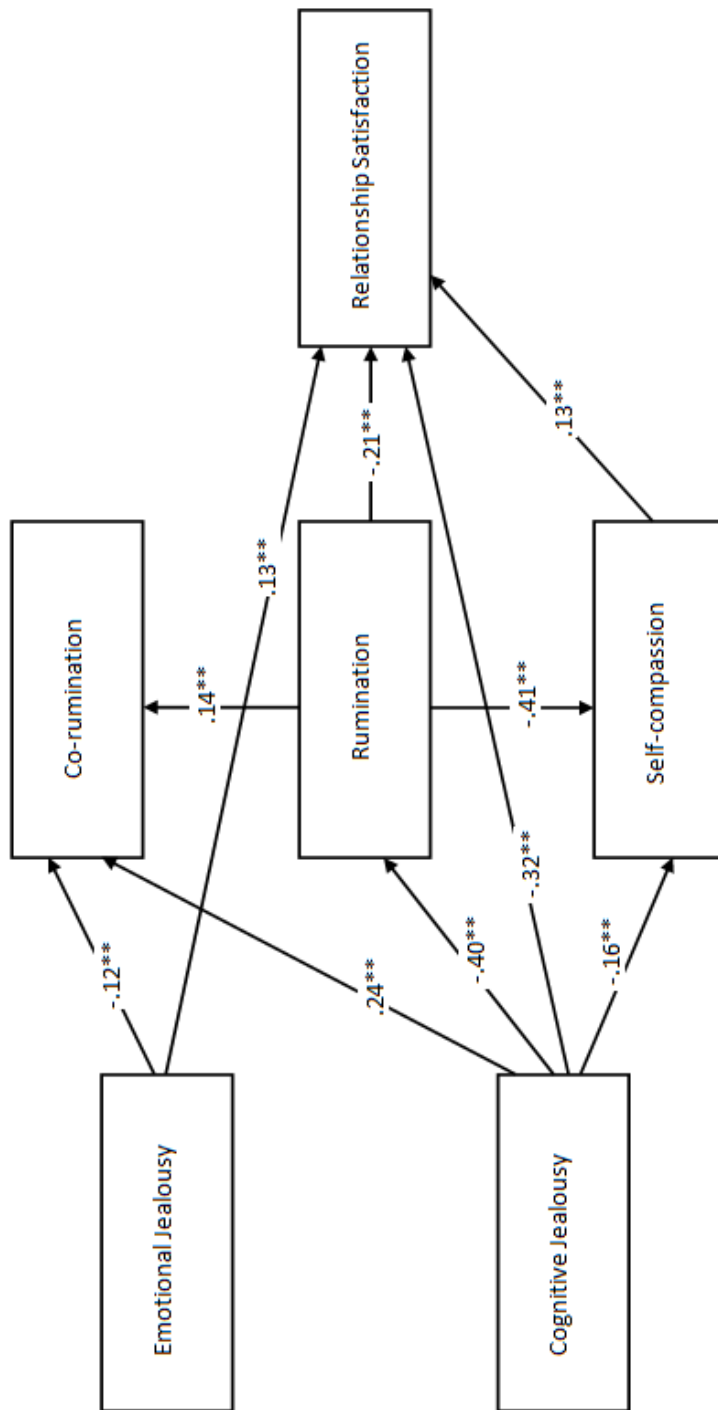 Co-rumination
Relationship Satisfaction
Emotional Jealousy
-.12**
.14**
.13**
Rumination
-.21**
.24**
-.40**
-.41**
-.32**
.13**
Cognitive Jealousy
-.16**
Self-compassion